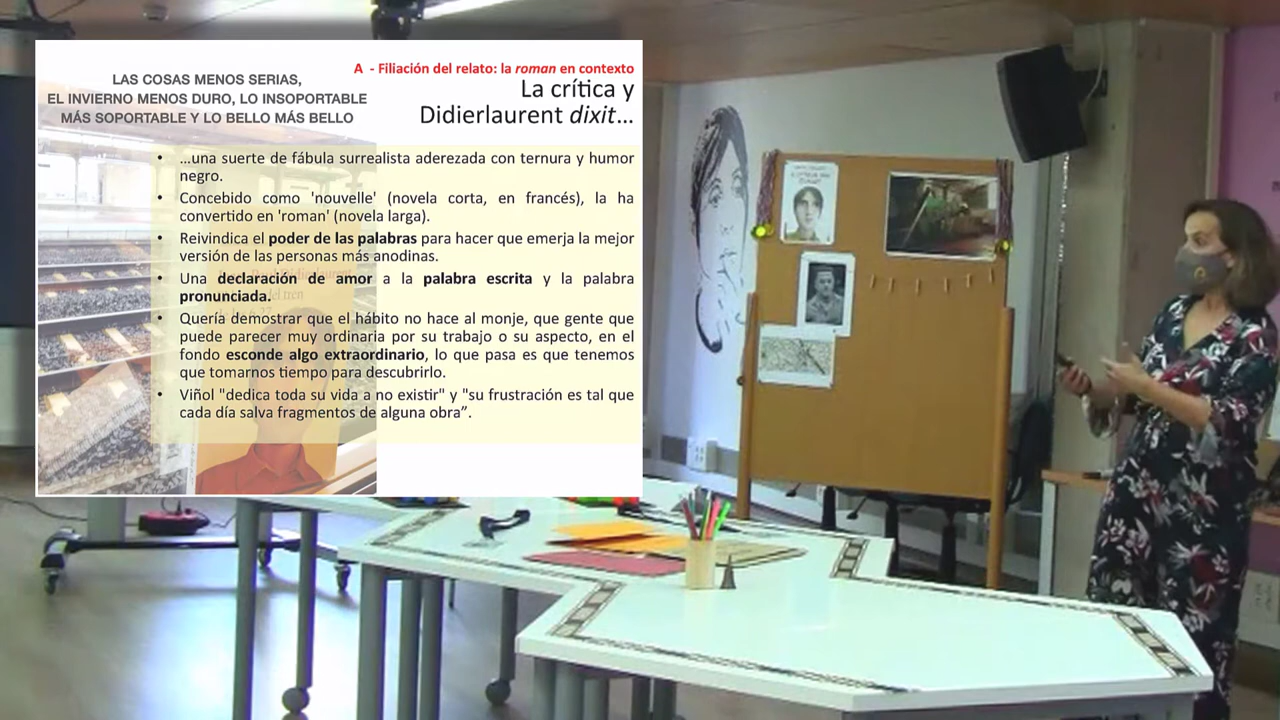 A - Filiación del relato: la roman en contexto
LAS COSAS MENOS SERIAS,
EL INVIERNO MENOS DURO, LO INSOPORTABLE
MÁS SOPORTABLE Y LO BELLO MÁS BELLO
La crítica y
Didierlaurent dixit...
• ...una suerte de fábula surrealista aderezada con ternura y humor
negro.
• Concebido como 'nouvelle' (novela corta, en francés), la ha
convertido en 'roman' (novela larga).
• Reivindica el poder de las palabras para hacer que emerja la mejor
versión de las personas más anodinas.
• Una declaración de amor a la palabra escrita y la palabra
pronunciada.
• Quería demostrar que el hábito no hace al monje, que gente que
puede parecer muy ordinaria por su trabajo o su aspecto, en el
fondo esconde algo extraordinario, lo que pasa es que tenemos
que tomarnos tiempo para descubrirlo.
• Viñol "dedica toda su vida a no existir" y "su frustración es tal que
cada día salva fragmentos de alguna obra”.